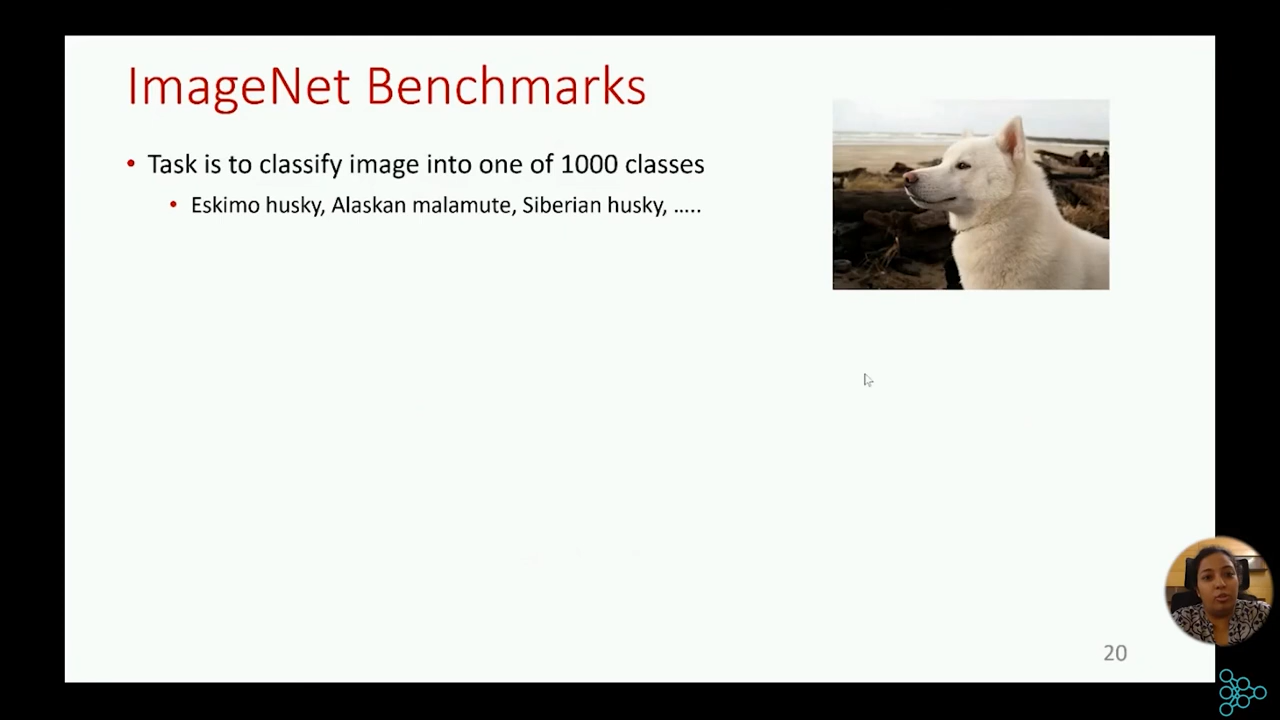 ImageNet Benchmarks
• Task is to classify image into one of 1000 classes
• Eskimo husky, Alaskan malamute, Siberian husky, …..
20